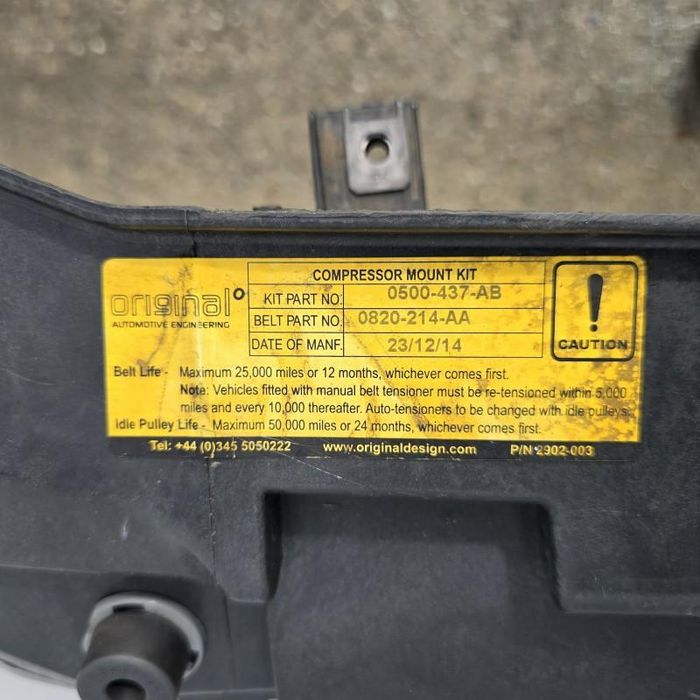 original°
AUTOMOTIVE ENGINEERING
COMPRESSOR MOUNT KIT
KIT PART NO: 0500-437-AB
BELT PART NO. 0820-214-AA
DATE OF MANF. 23/12/14
!
CAUTION
Belt Life - Maximum 25,000 miles or 12 months, whichever comes first.
Note: Vehicles fitted with manual belt tensioner must be re-tensioned within 5,000
miles and every 10,000 thereafter. Auto-tensioners to be changed with idle pulleys.
Idle Pulley Life - Maximum 50,000 miles or 24 months, whichever comes first.
Tel: +44 (0)345 5050222 www.originaldesign.com P/N 2902-003